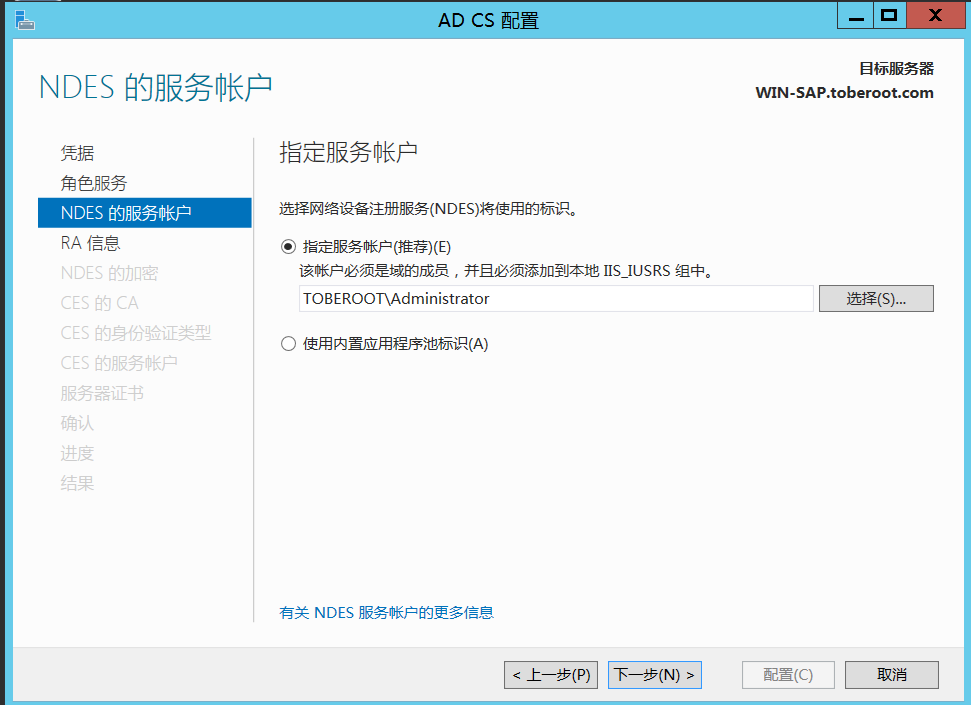 AD CS 配置
NDES 的服务帐户
目标服务器
WIN-SAP.toberoot.com
凭据
角色服务
NDES 的服务帐户
RA 信息
NDES 的加密
CES 的 CA
CES 的身份验证类型
CES 的服务帐户
服务器证书
确认
进度
结果
指定服务帐户
选择网络设备注册服务(NDES)将使用的标识。
指定服务帐户(推荐)(E)
该帐户必须是域的成员，并且必须添加到本地 IIS_IUSRS 组中。
TOBEROOT\Administrator
选择(S)...
使用内置应用程序池标识(A)
有关 NDES 服务帐户的更多信息
< 上一步(P)
下一步(N) >
配置(C)
取消